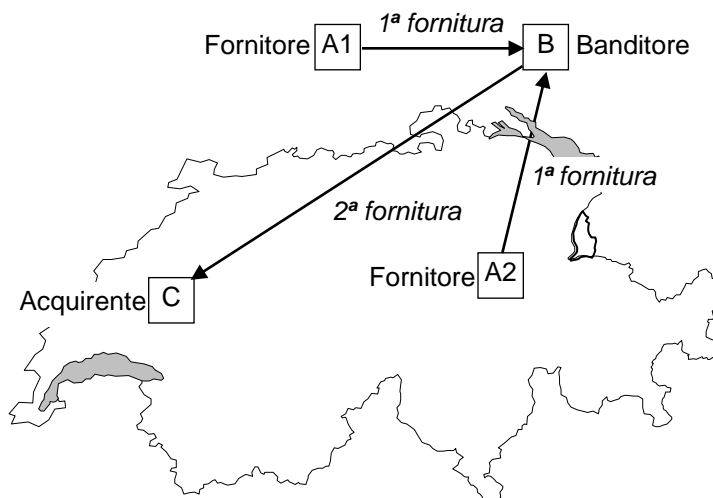 1ª fornitura
Fornitore A1 B Banditore
1ª fornitura
2ª fornitura
Fornitore A2
Acquirente C